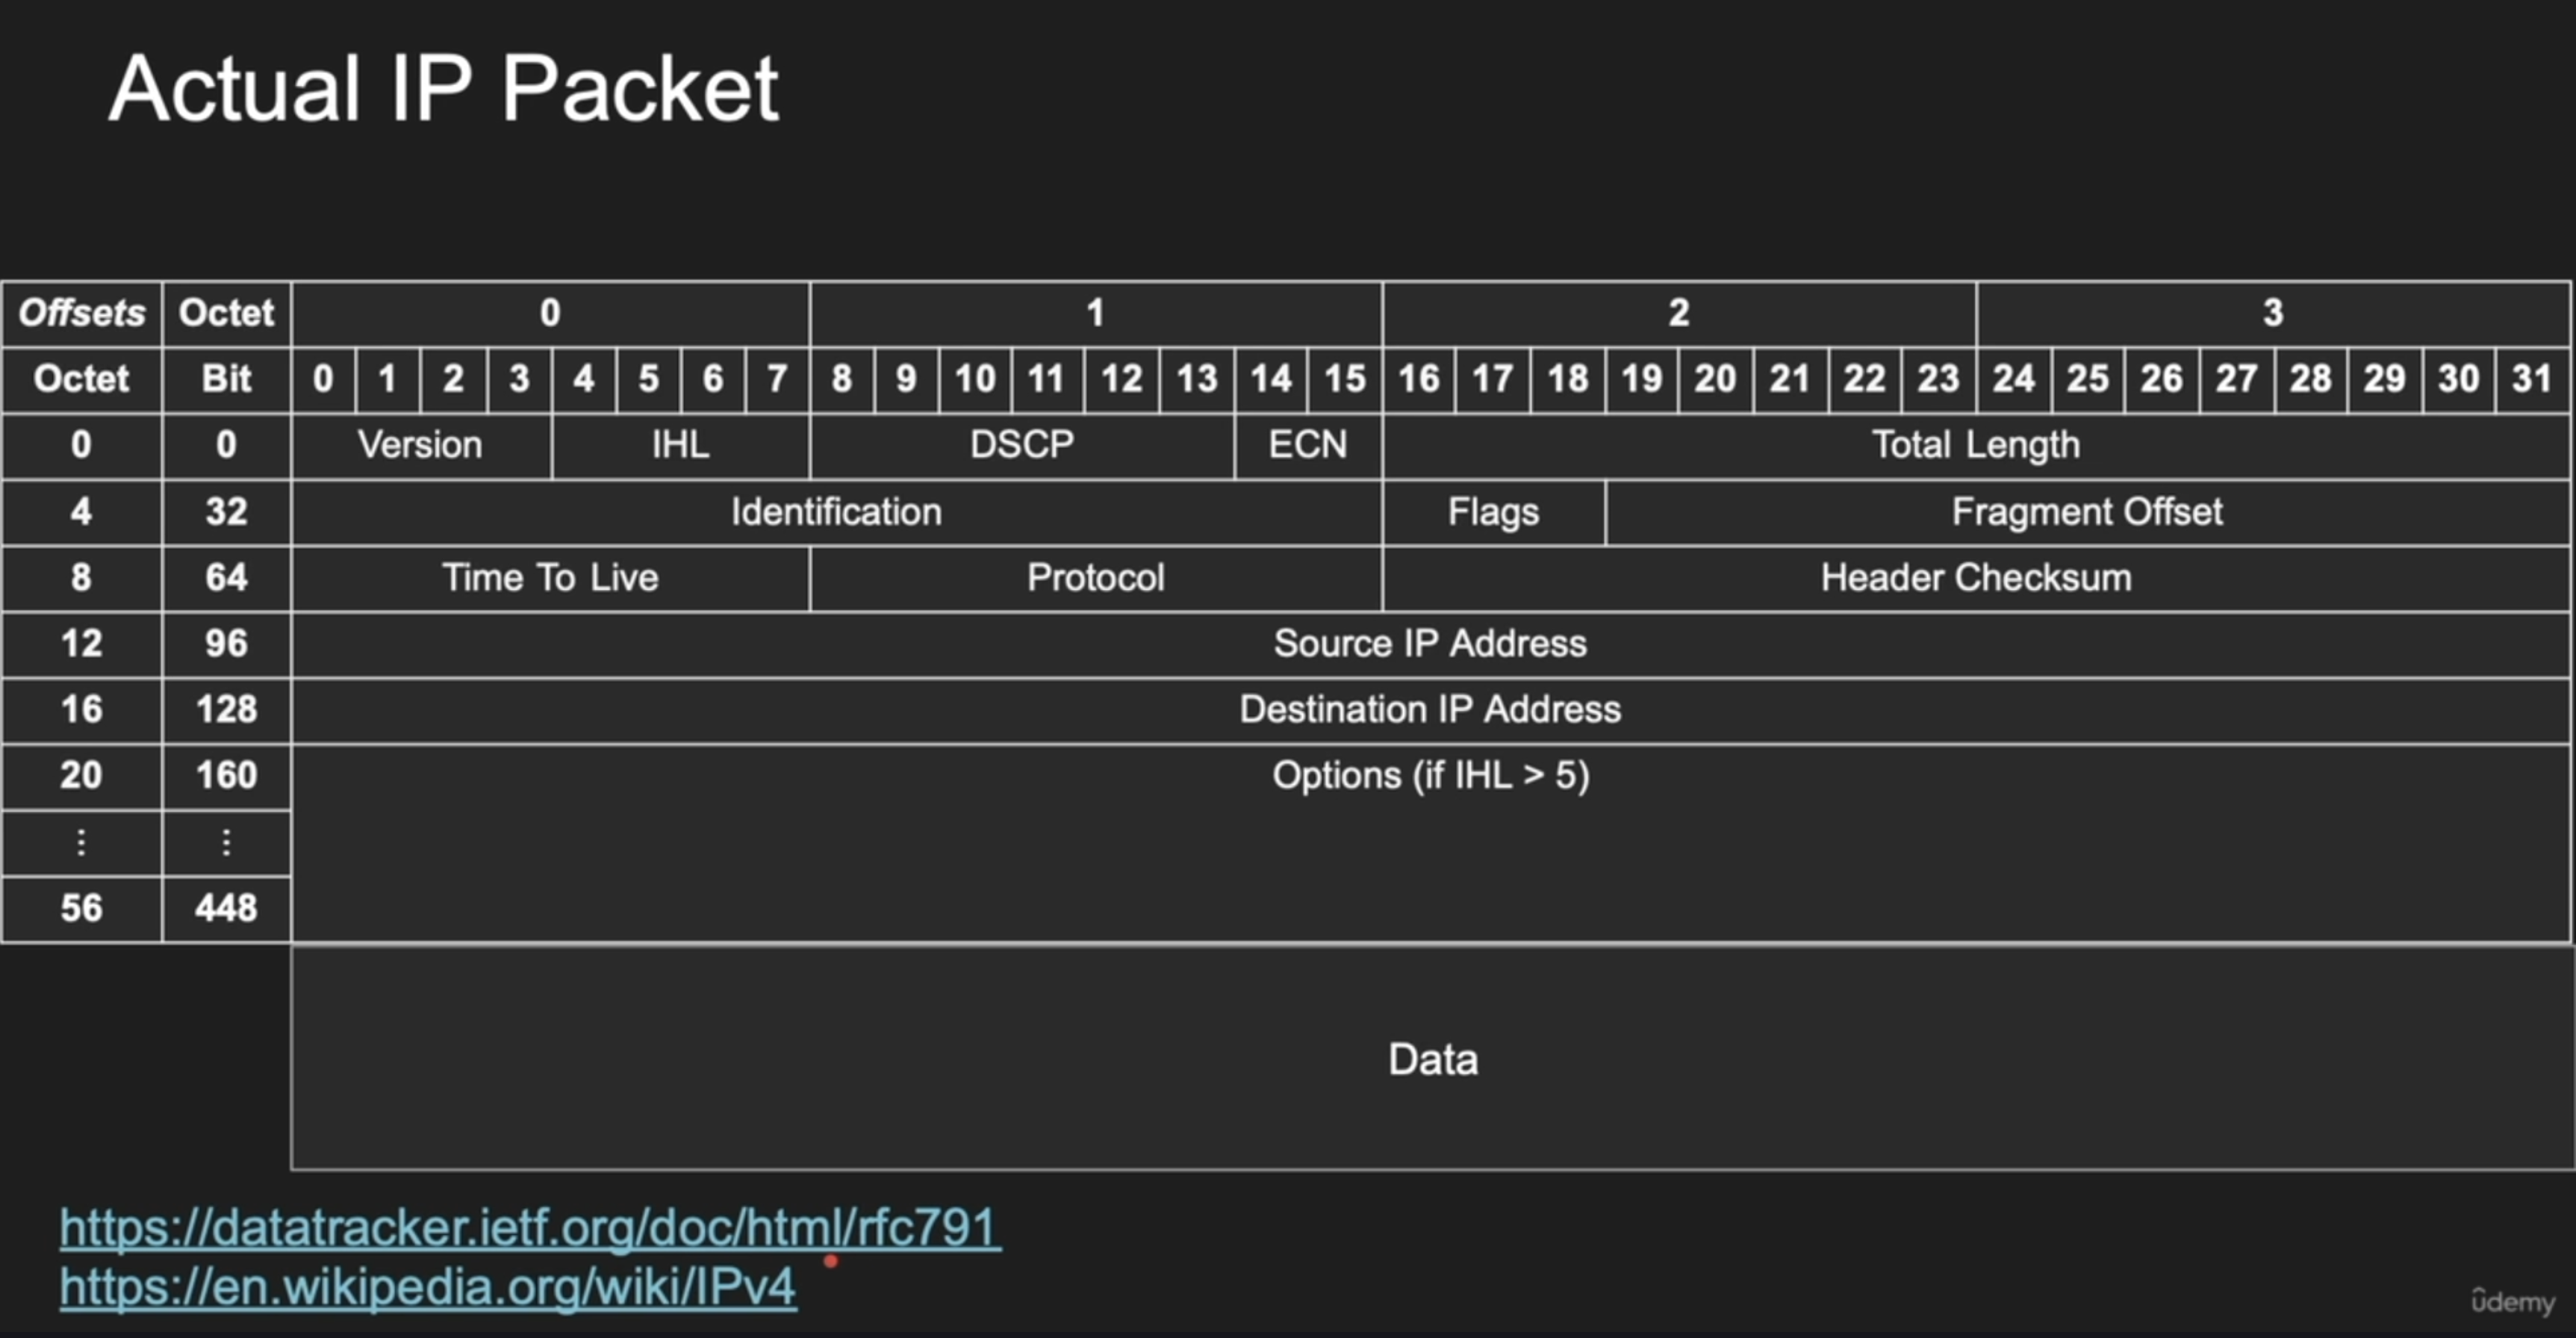 Actual IP Packet
Offsets Octet 0 1 2 3
Octet Bit 0 1 2 3 4 5 6 7 8 9 10 11 12 13 14 15 16 17 18 19 20 21 22 23 24 25 26 27 28 29 30 31
0 0 Version IHL DSCP ECN Total Length
4 32 Identification Flags Fragment Offset
8 64 Time To Live Protocol Header Checksum
12 96 Source IP Address
16 128 Destination IP Address
20 160 Options (if IHL > 5)
⋮ ⋮
56 448
Data
https://datatracker.ietf.org/doc/html/rfc791
https://en.wikipedia.org/wiki/IPv4
ûdemy